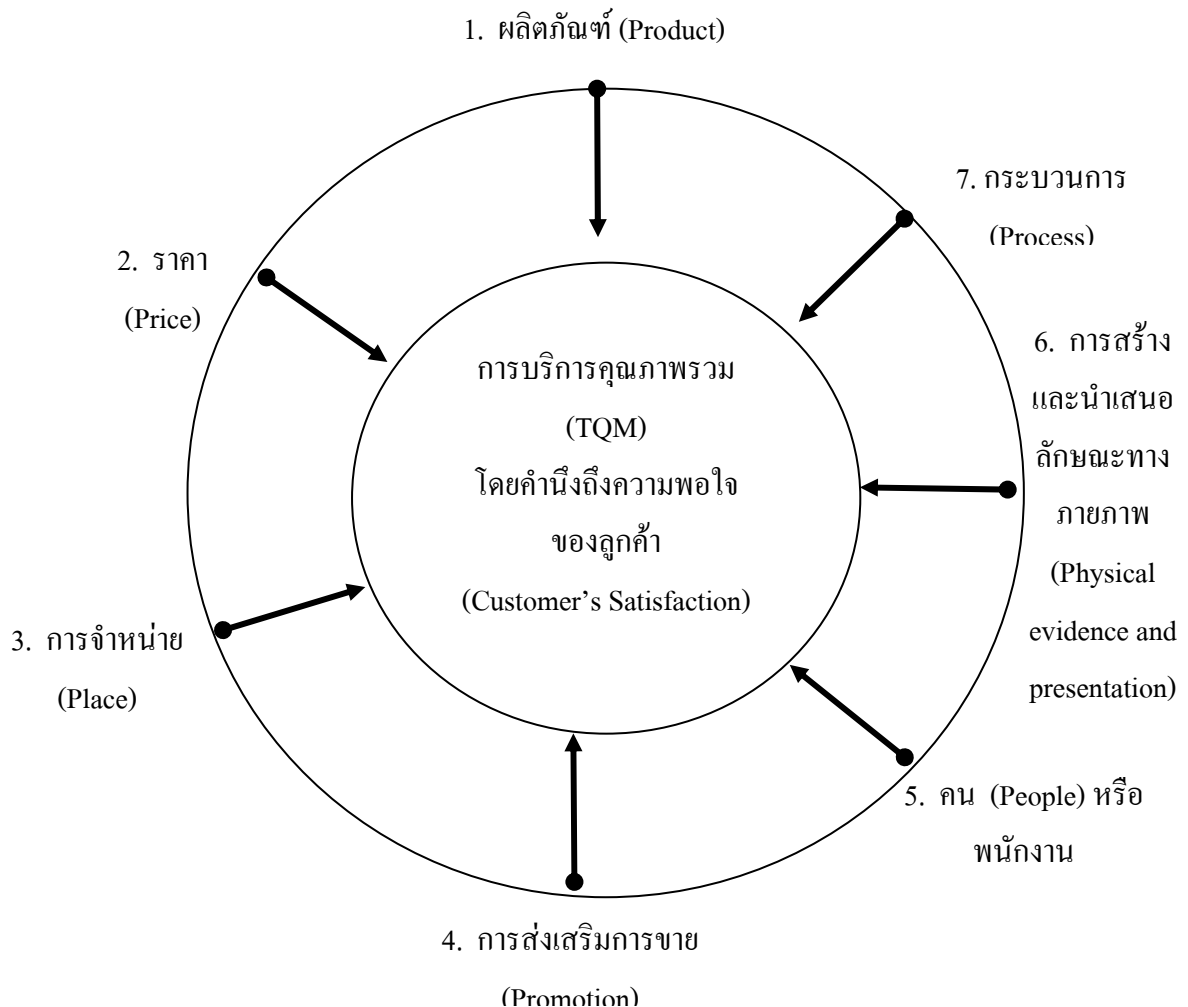 1. ผลิตภัณฑ์ (Product)
2. ราคา
(Price)
3. การจำหน่าย
(Place)
4. การส่งเสริมการขาย
(Promotion)
5. คน (People) หรือ
พนักงาน
6. การสร้าง
และนำเสนอ
ลักษณะทาง
ภายภาพ
(Physical
evidence and
presentation)
7. กระบวนการ
(Process)
การบริการคุณภาพรวม
(TQM)
โดยคำนึงถึงความพอใจ
ของลูกค้า
(Customer's Satisfaction)